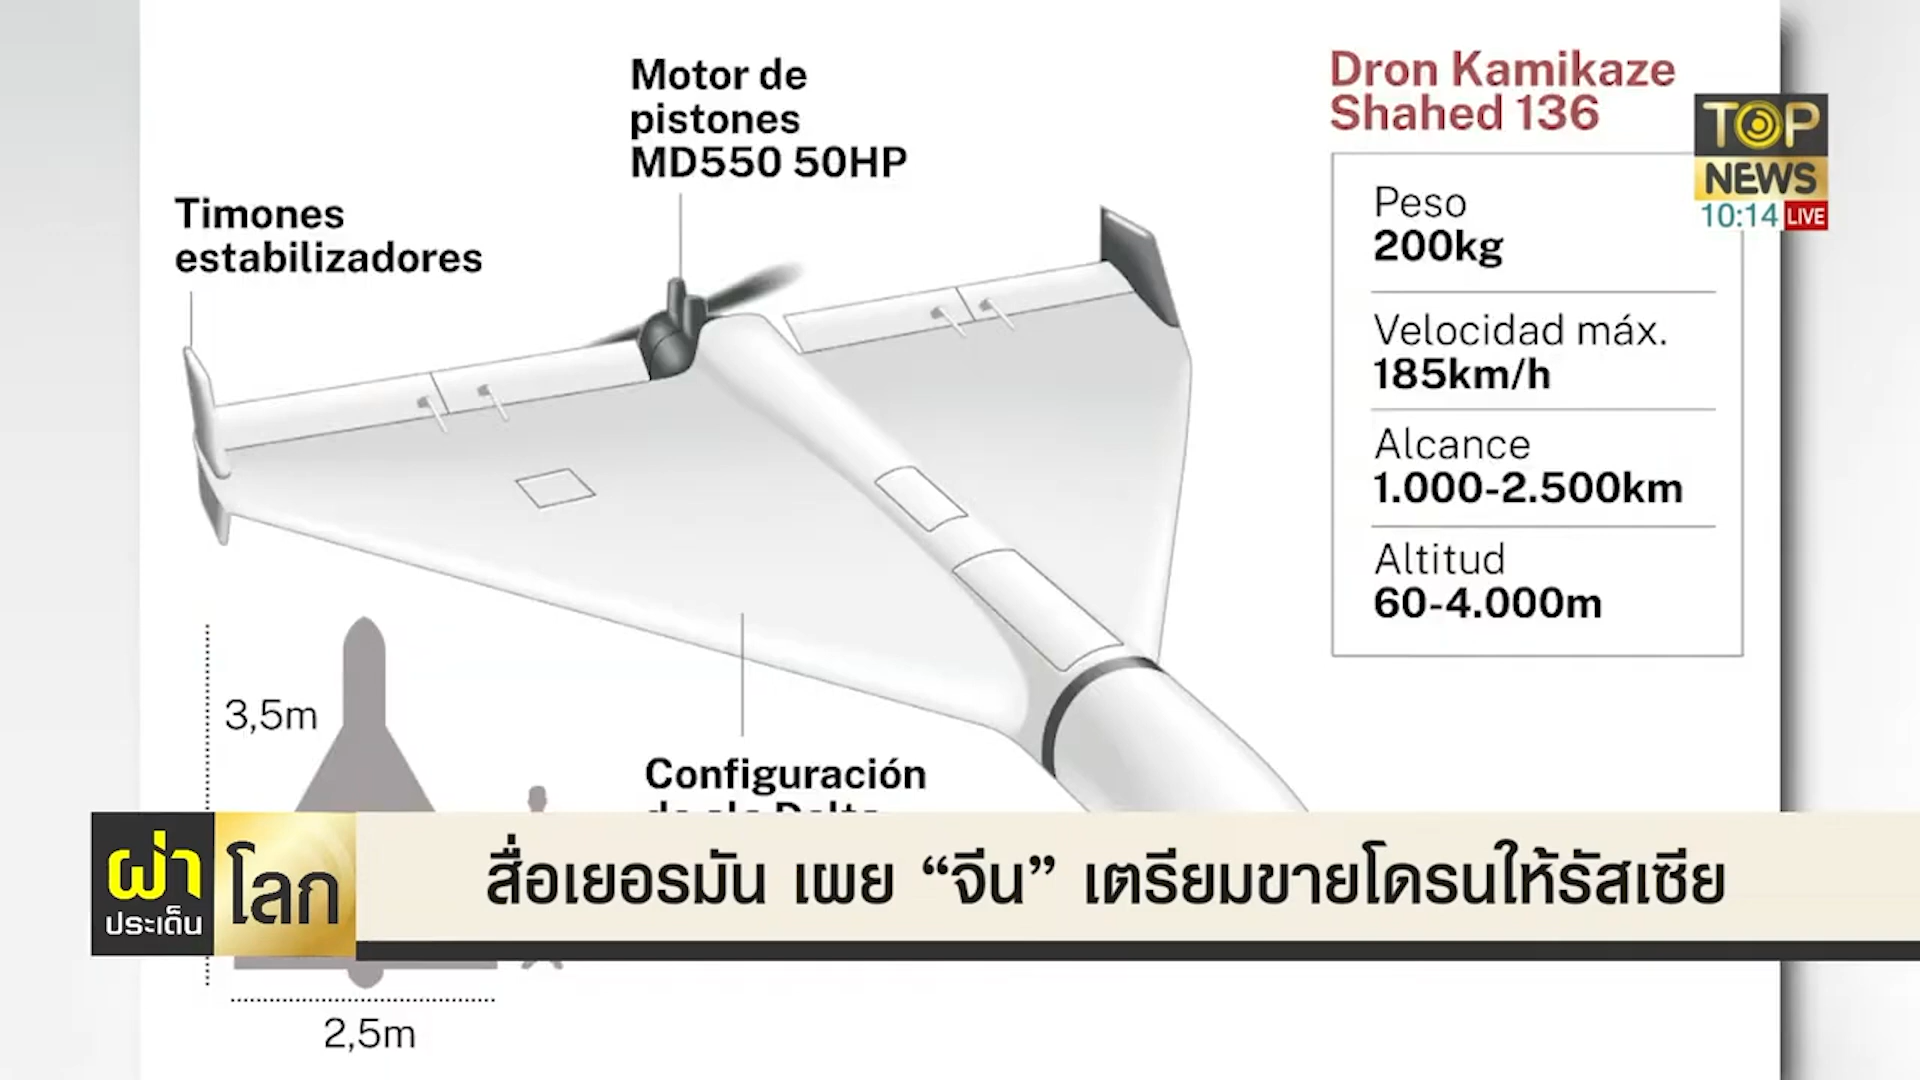 Motor de
pistones
MD550 50HP
Timones
estabilizadores
Dron Kamikaze
Shahed 136
TOP
NEWS
10:14 LIVE
Peso
200kg
Velocidad máx.
185km/h
Alcance
1.000-2.500km
Altitud
60-4.000m
3,5m
Configuración
de ala Delta
ผ่า
ประเด็น
โลก
สื่อเยอรมัน เผย “จีน” เตรียมขายโดรนให้รัสเซีย
2,5m